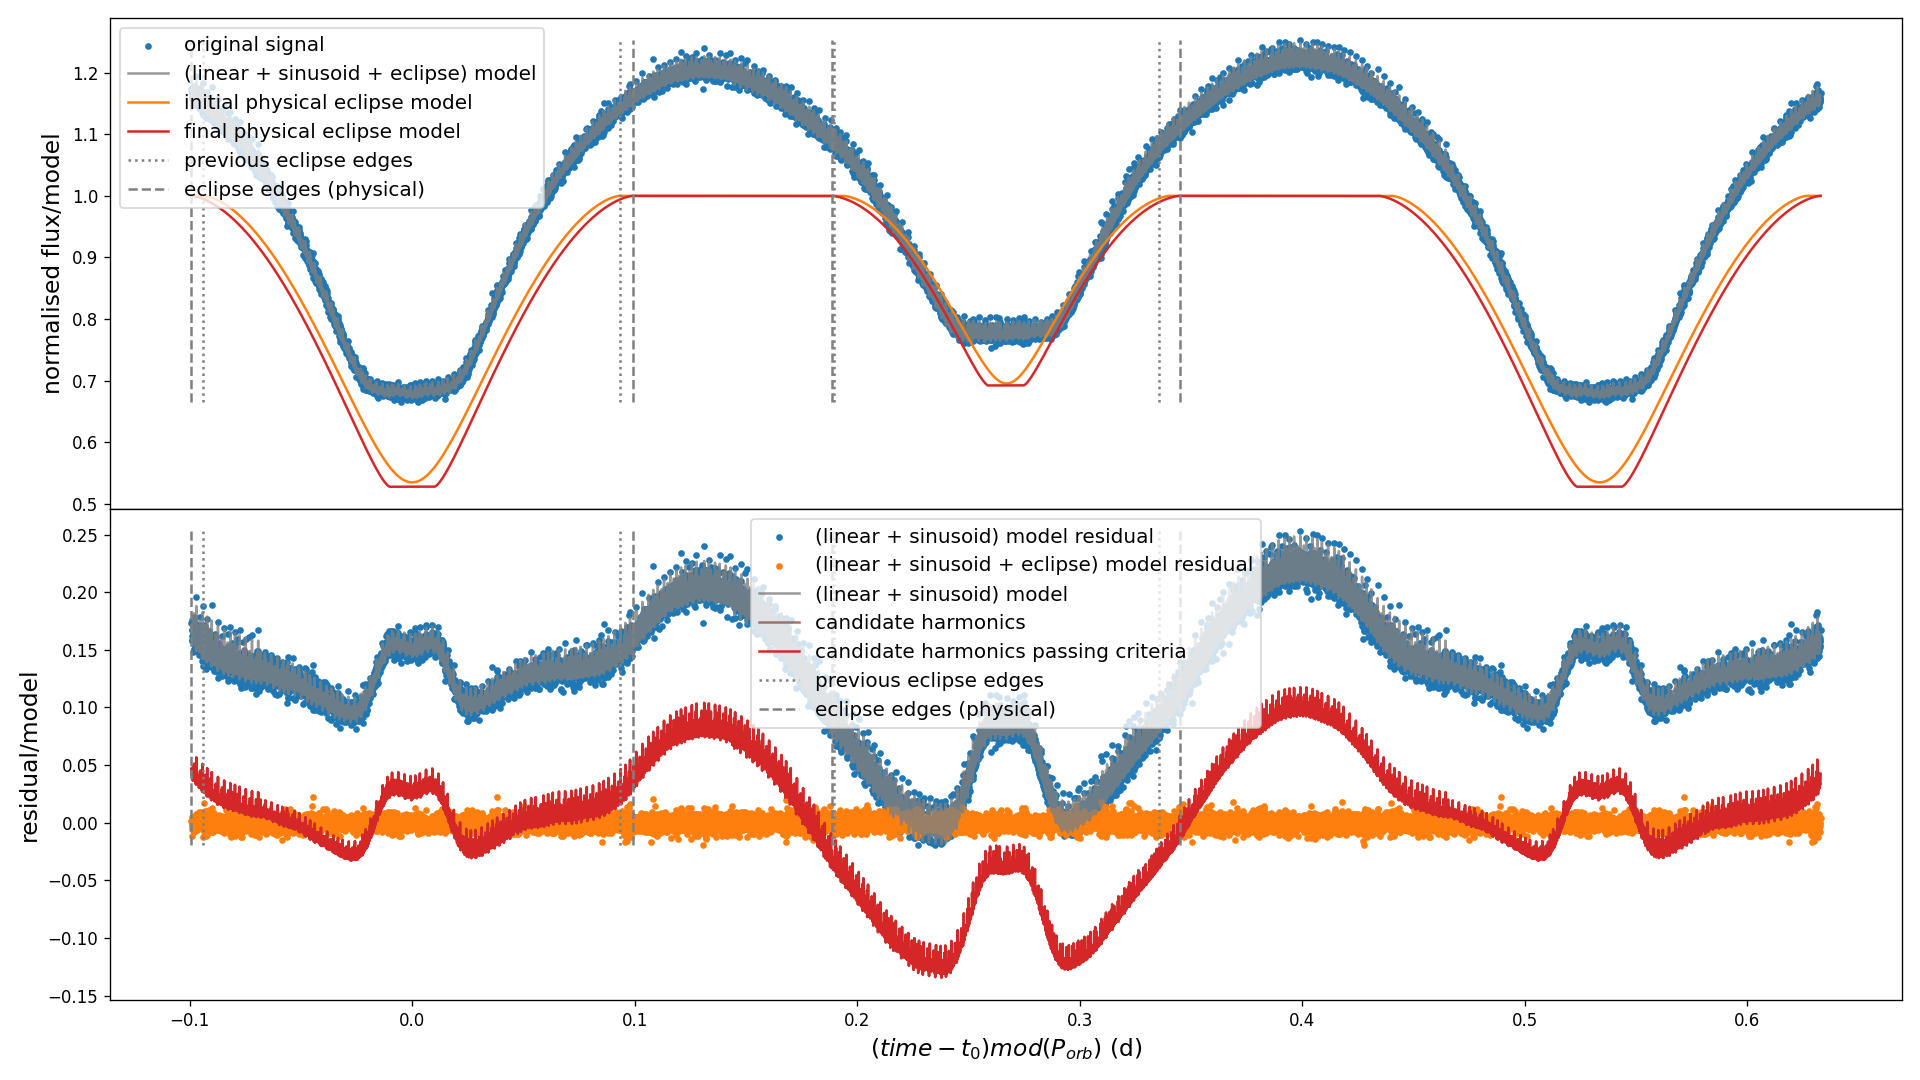 original signal
(linear + sinusoid + eclipse) model
initial physical eclipse model
final physical eclipse model
previous eclipse edges
eclipse edges (physical)
normalised flux/model
1.2
1.1
1.0
0.9
0.8
0.7
0.6
0.5
(linear + sinusoid) model residual
(linear + sinusoid + eclipse) model residual
(linear + sinusoid) model
candidate harmonics
candidate harmonics passing criteria
previous eclipse edges
eclipse edges (physical)
residual/model
0.25
0.20
0.15
0.10
0.05
0.00
−0.05
−0.10
−0.15
−0.1 0.0 0.1 0.2 0.3 0.4 0.5 0.6
(time − t₀)mod(P_orb) (d)